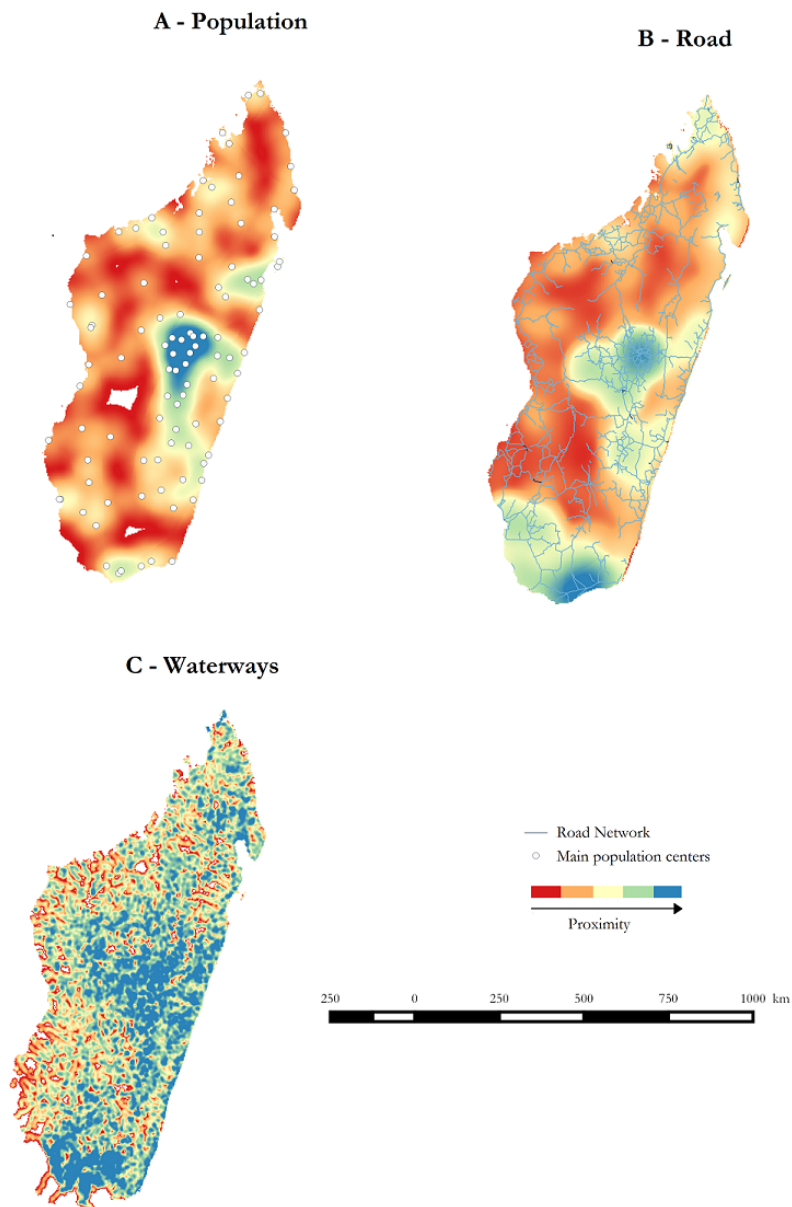 A - Population
B - Road
C - Waterways
Road Network
Main population centers
Proximity
250 0 250 500 750 1000 km